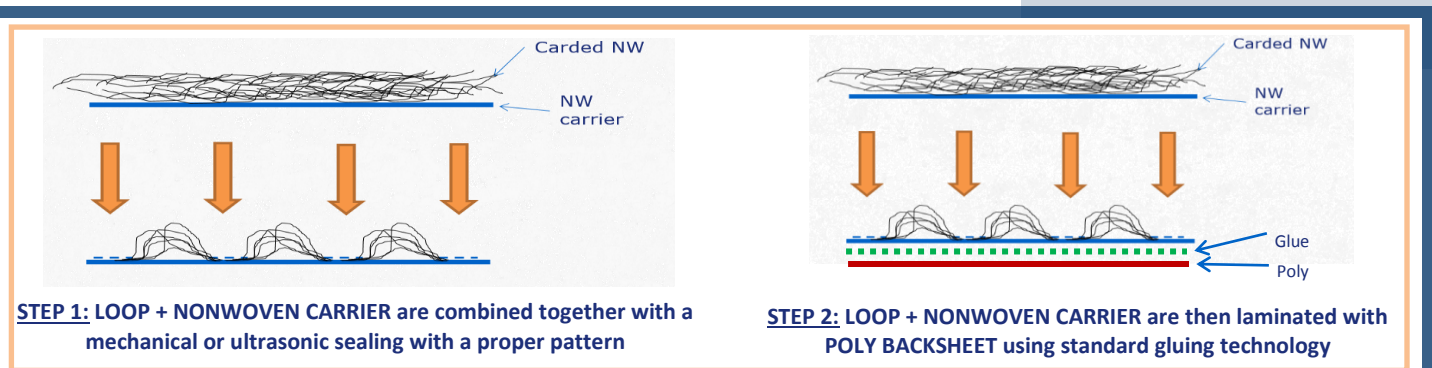 Carded NW
NW
carrier
STEP 1: LOOP + NONWOVEN CARRIER are combined together with a
mechanical or ultrasonic sealing with a proper pattern
Carded NW
NW
carrier
Glue
Poly
STEP 2: LOOP + NONWOVEN CARRIER are then laminated with
POLY BACKSHEET using standard gluing technology